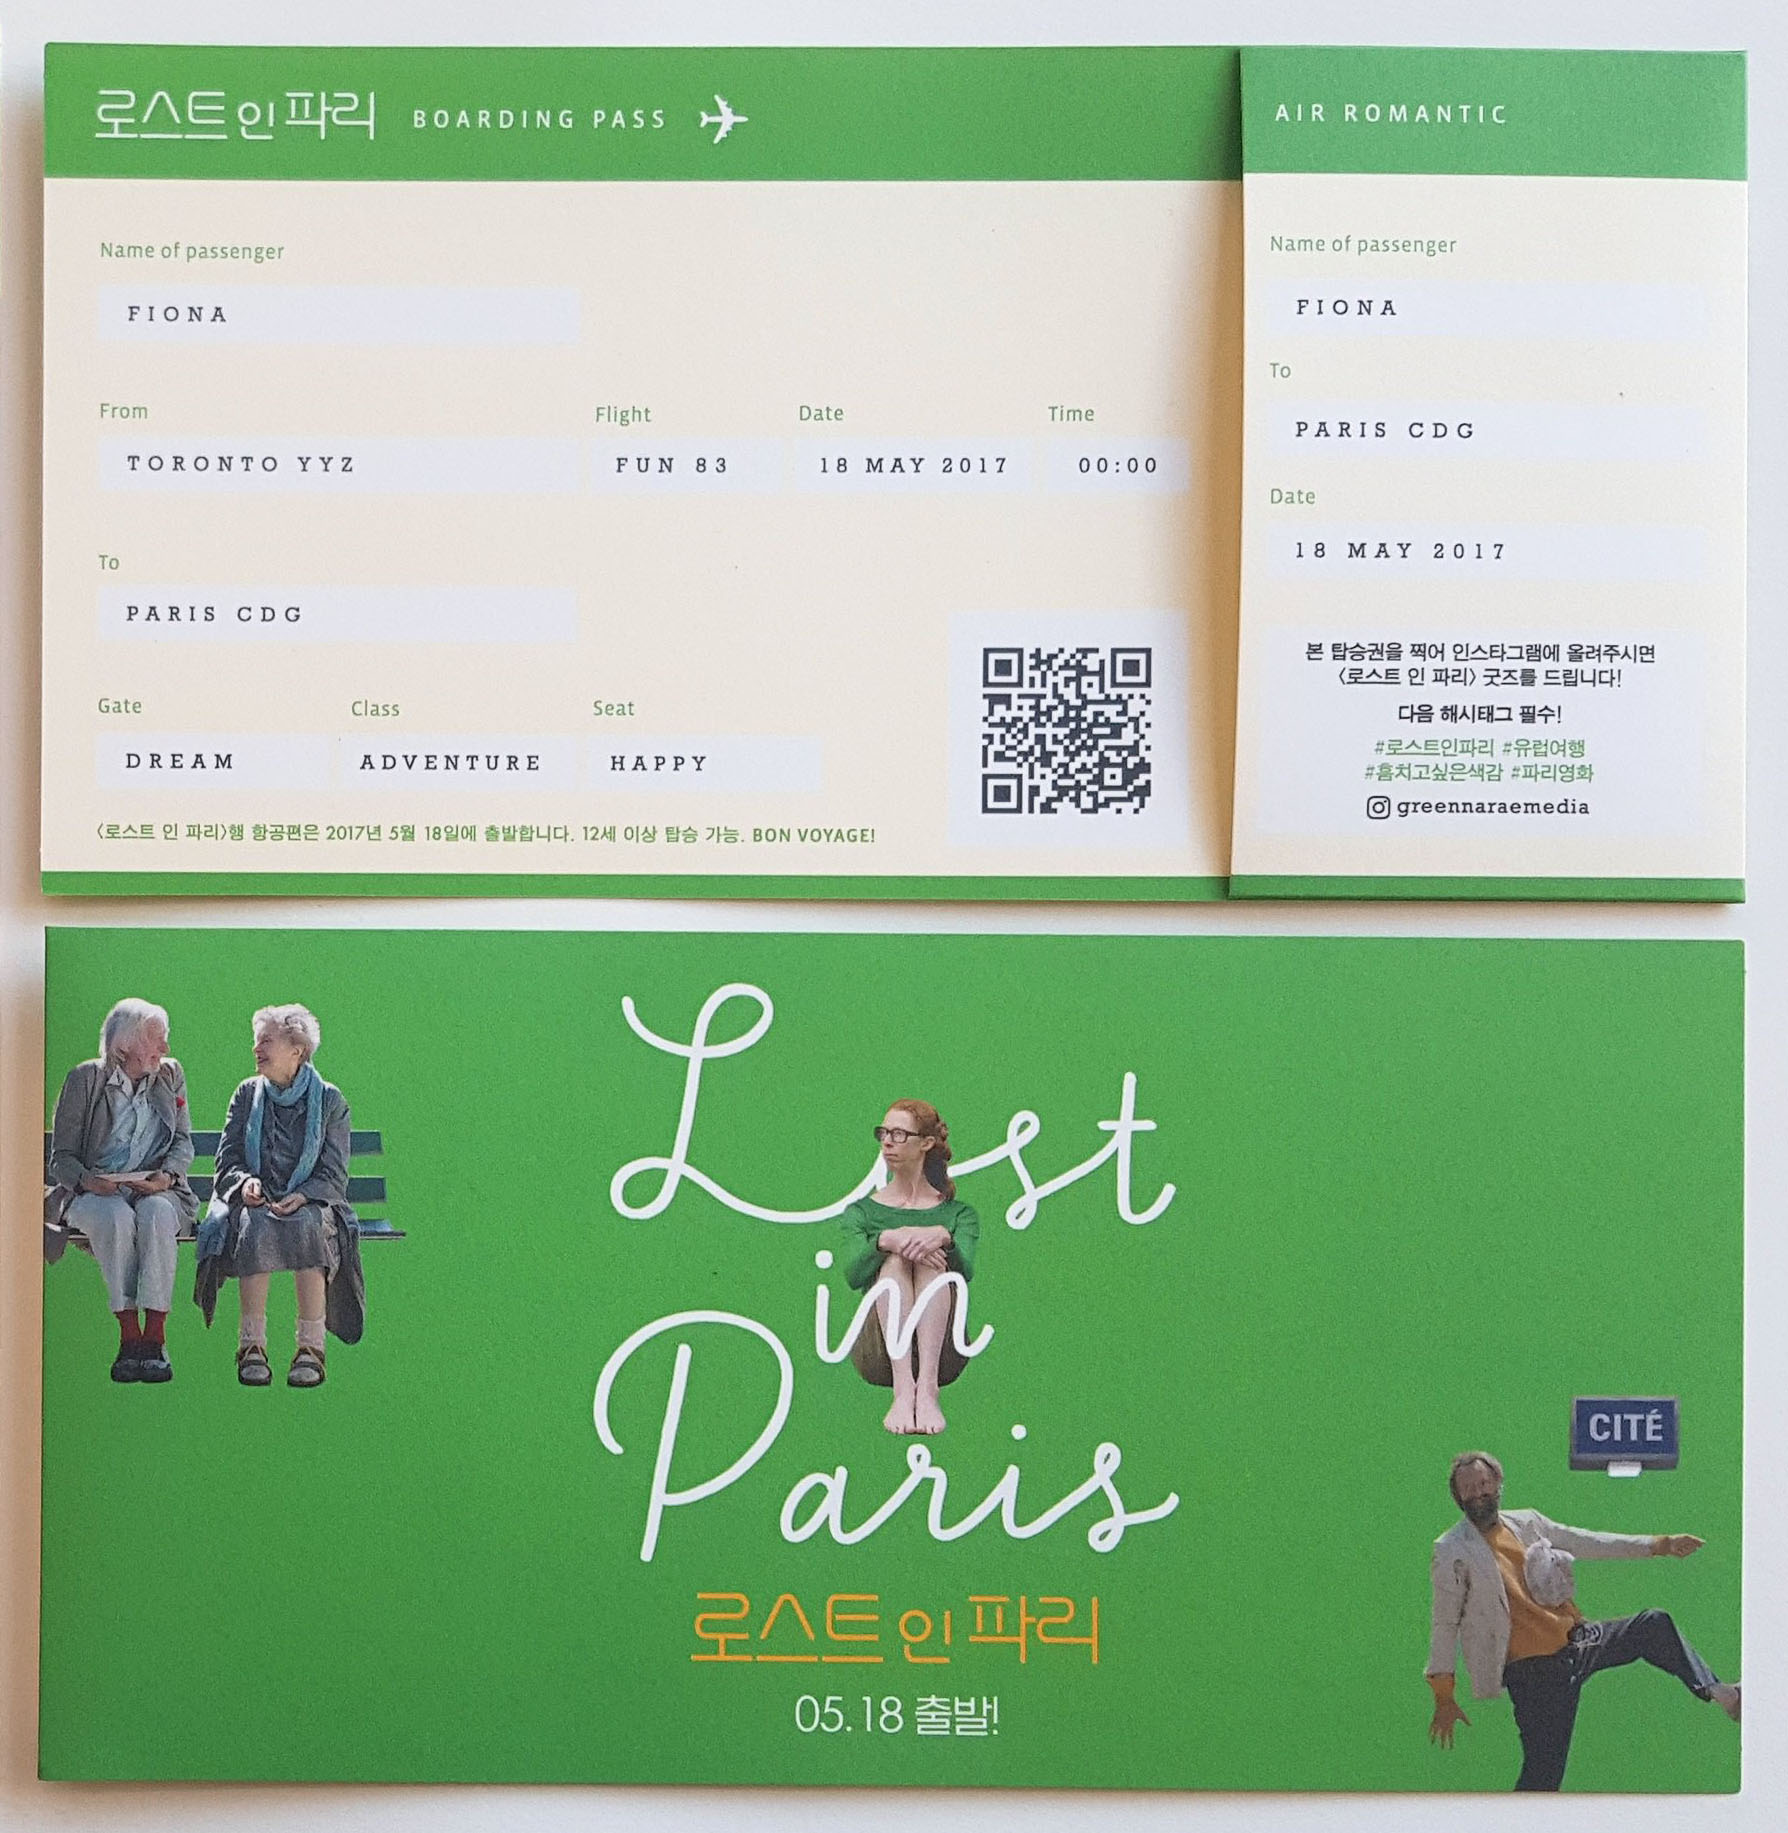 로스트 인 파리 BOARDING PASS
Name of passenger
FIONA
From Flight Date Time
TORONTO YYZ FUN 83 18 MAY 2017 00:00
To
PARIS CDG
Gate Class Seat
DREAM ADVENTURE HAPPY
〈로스트 인 파리〉행 항공편은 2017년 5월 18일에 출발합니다. 12세 이상 탑승 가능. BON VOYAGE!
AIR ROMANTIC
Name of passenger
FIONA
To
PARIS CDG
Date
18 MAY 2017
본 탑승권을 찍어 인스타그램에 올려주시면
〈로스트 인 파리〉 굿즈를 드립니다!
다음 해시태그 필수!
#로스트인파리 #유럽여행
#훔치고싶은색감 #파리영화
greennaraemedia
Lost
in
Paris
CITÉ
로스트 인 파리
05.18 출발!